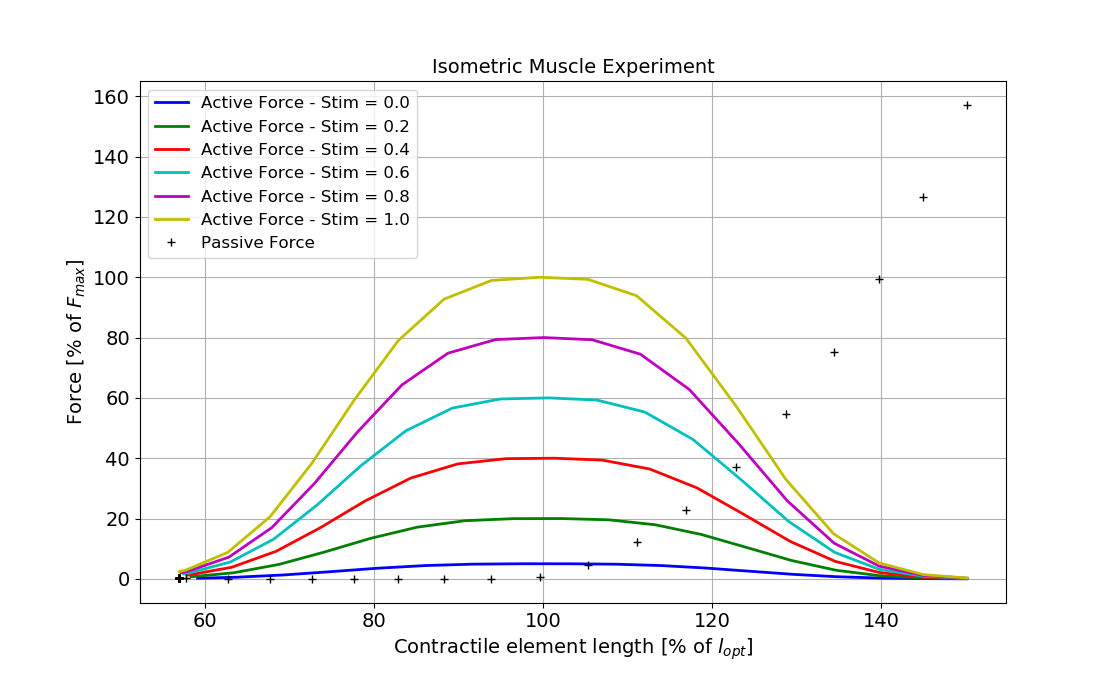 Isometric Muscle Experiment
160
140
120
100
80
60
40
20
0
Force [% of F_max]
Active Force - Stim = 0.0
Active Force - Stim = 0.2
Active Force - Stim = 0.4
Active Force - Stim = 0.6
Active Force - Stim = 0.8
Active Force - Stim = 1.0
Passive Force
60 80 100 120 140
Contractile element length [% of l_opt]